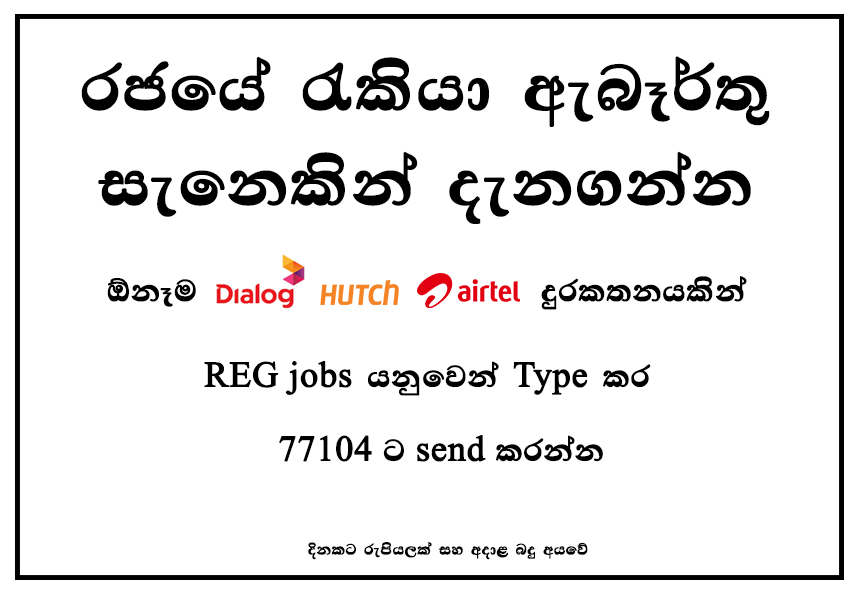 රජයේ රැකියා ඇබෑර්තු
සැනෙකින් දැනගන්න
ඕනෑම Dialog HUTCH airtel දුරකතනයකින්
REG jobs යනුවෙන් Type කර
77104 ට send කරන්න
දිනකට රුපියලක් සහ අදාළ බදු අයවේ